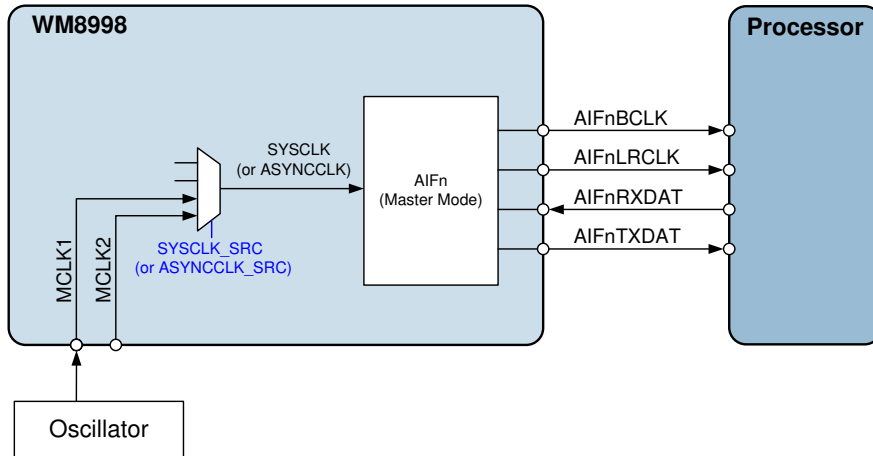 WM8998
Processor
SYSCLK
(or ASYNCCLK)
AIFn
(Master Mode)
AIFnBCLK
AIFnLRCLK
AIFnRXDAT
AIFnTXDAT
SYSCLK_SRC
(or ASYNCCLK_SRC)
MCLK1
MCLK2
Oscillator